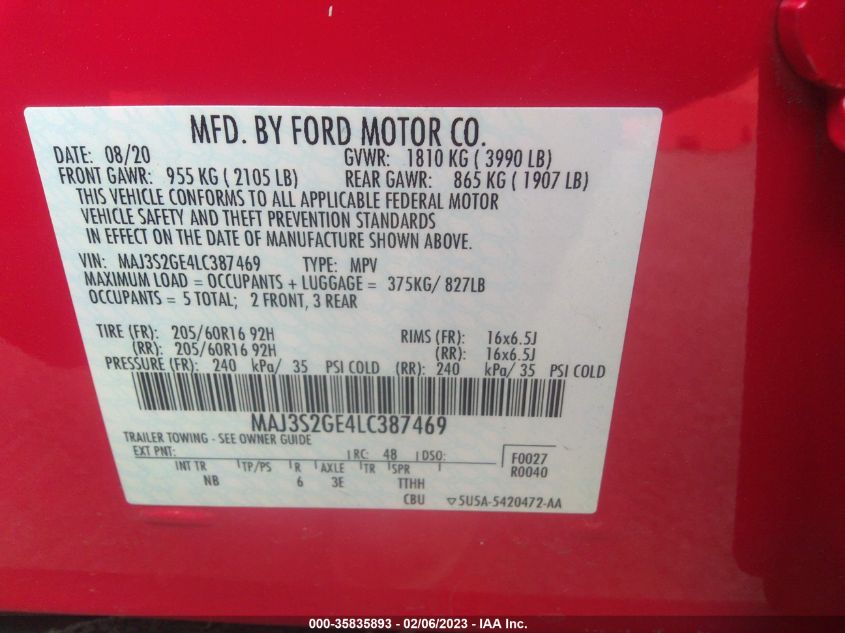 MFD. BY FORD MOTOR CO.
DATE: 08/20 GVWR: 1810 KG ( 3990 LB)
FRONT GAWR: 955 KG ( 2105 LB) REAR GAWR: 865 KG ( 1907 LB)
THIS VEHICLE CONFORMS TO ALL APPLICABLE FEDERAL MOTOR
VEHICLE SAFETY AND THEFT PREVENTION STANDARDS
IN EFFECT ON THE DATE OF MANUFACTURE SHOWN ABOVE.
VIN: MAJ3S2GE4LC387469 TYPE: MPV
MAXIMUM LOAD = OCCUPANTS + LUGGAGE = 375KG/ 827LB
OCCUPANTS = 5 TOTAL; 2 FRONT, 3 REAR
TIRE (FR): 205/60R16 92H RIMS (FR): 16x6.5J
(RR): 205/60R16 92H (RR): 16x6.5J
PRESSURE (FR): 240 kPa/ 35 PSI COLD (RR): 240 kPa/ 35 PSI COLD
MAJ3S2GE4LC387469
TRAILER TOWING - SEE OWNER GUIDE
EXT PNT: RC: 48 DSO: F0027
R0040
INT TR TP/PS R AXLE TR SPR
NB 6 3E TTHH
CBU ▽5U5A-5420472-AA
000-35835893 - 02/06/2023 - IAA Inc.